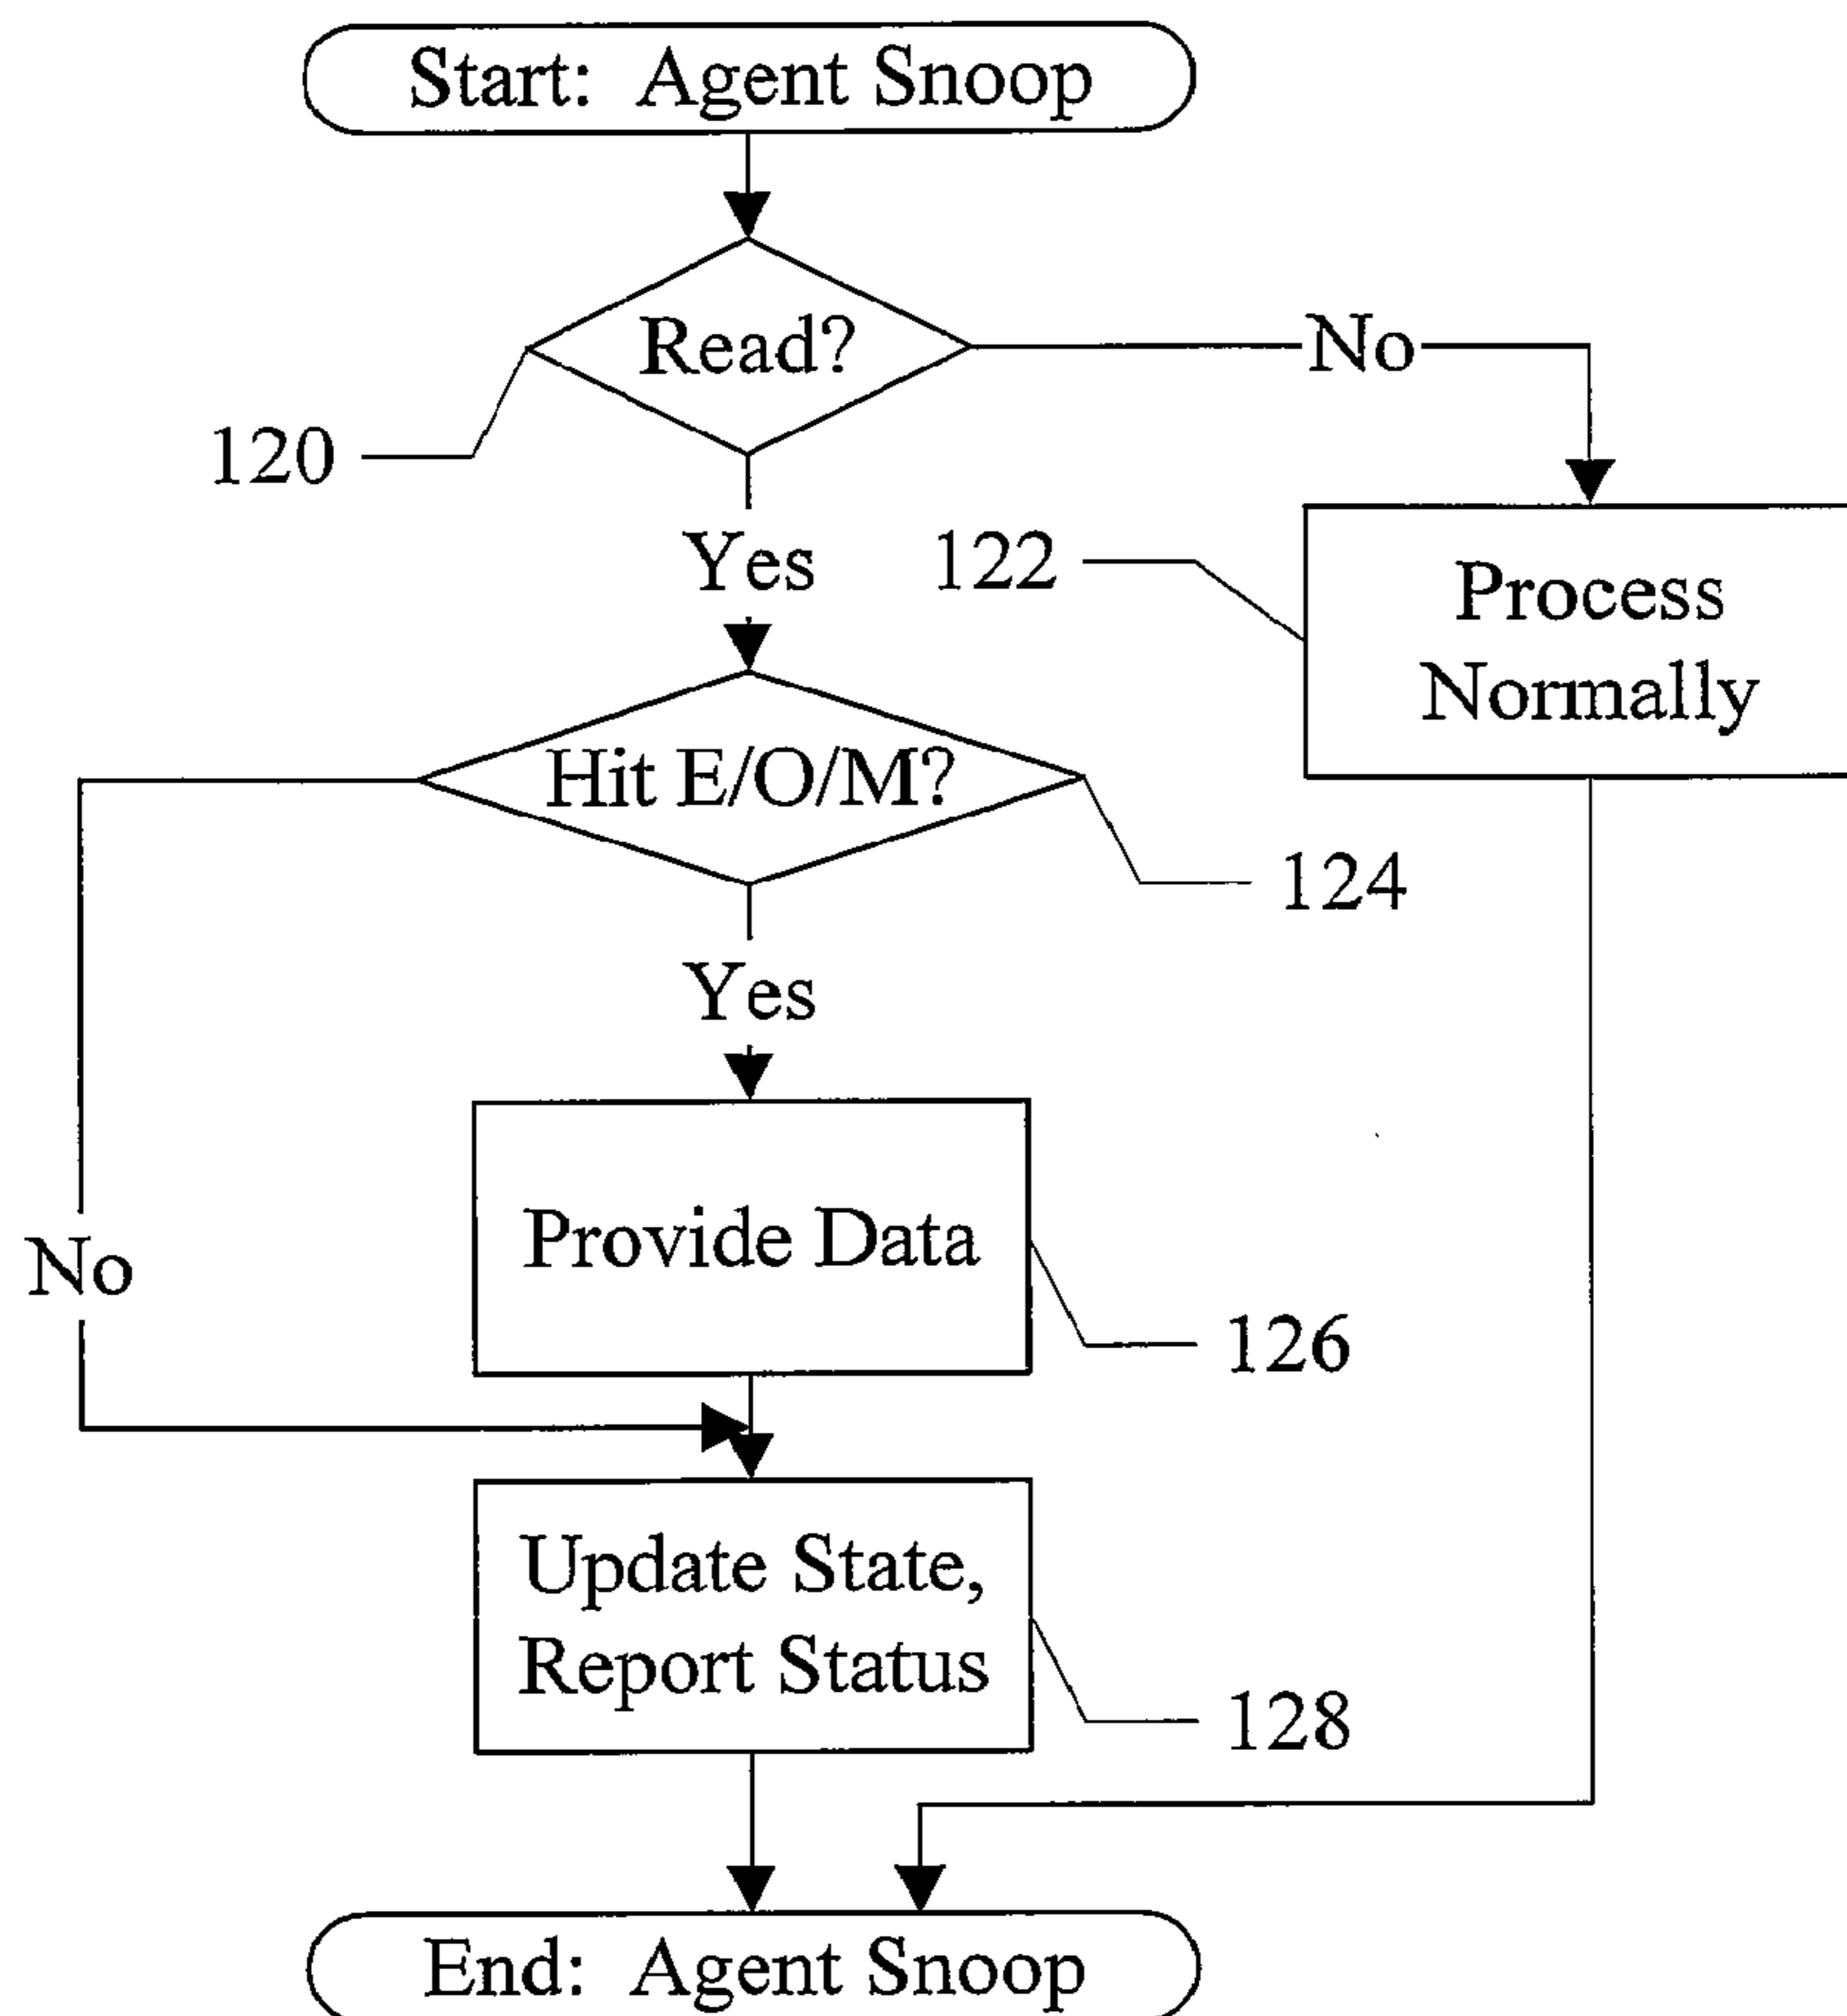 Start: Agent Snoop
Read?
No
120
Yes
122
Process
Normally
Hit E/O/M?
124
Yes
Provide Data
No
126
Update State,
Report Status
128
End: Agent Snoop